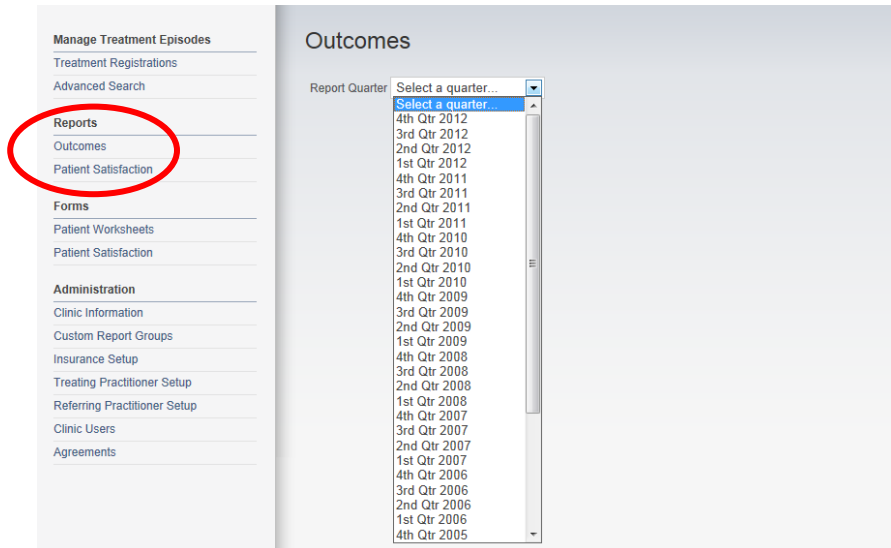 Manage Treatment Episodes
Treatment Registrations
Advanced Search
Reports
Outcomes
Patient Satisfaction
Forms
Patient Worksheets
Patient Satisfaction
Administration
Clinic Information
Custom Report Groups
Insurance Setup
Treating Practitioner Setup
Referring Practitioner Setup
Clinic Users
Agreements
Outcomes
Report Quarter Select a quarter...
Select a quarter...
4th Qtr 2012
3rd Qtr 2012
2nd Qtr 2012
1st Qtr 2012
4th Qtr 2011
3rd Qtr 2011
2nd Qtr 2011
1st Qtr 2011
4th Qtr 2010
3rd Qtr 2010
2nd Qtr 2010
1st Qtr 2010
4th Qtr 2009
3rd Qtr 2009
2nd Qtr 2009
1st Qtr 2009
4th Qtr 2008
3rd Qtr 2008
2nd Qtr 2008
1st Qtr 2008
4th Qtr 2007
3rd Qtr 2007
2nd Qtr 2007
1st Qtr 2007
4th Qtr 2006
3rd Qtr 2006
2nd Qtr 2006
1st Qtr 2006
4th Qtr 2005